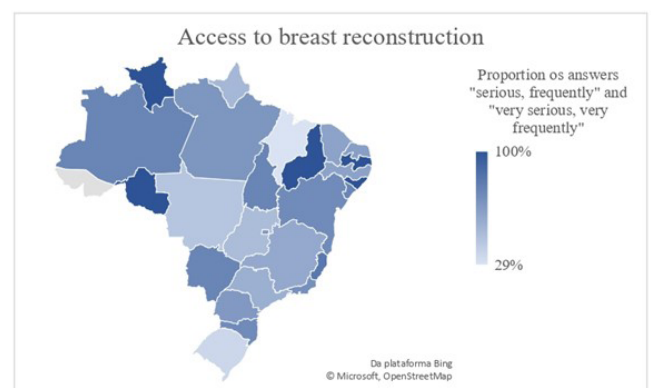 Access to breast reconstruction
Proportion os answers
"serious, frequently" and
"very serious, very
frequently"
100%
29%
Da plataforma Bing
© Microsoft, OpenStreetMap